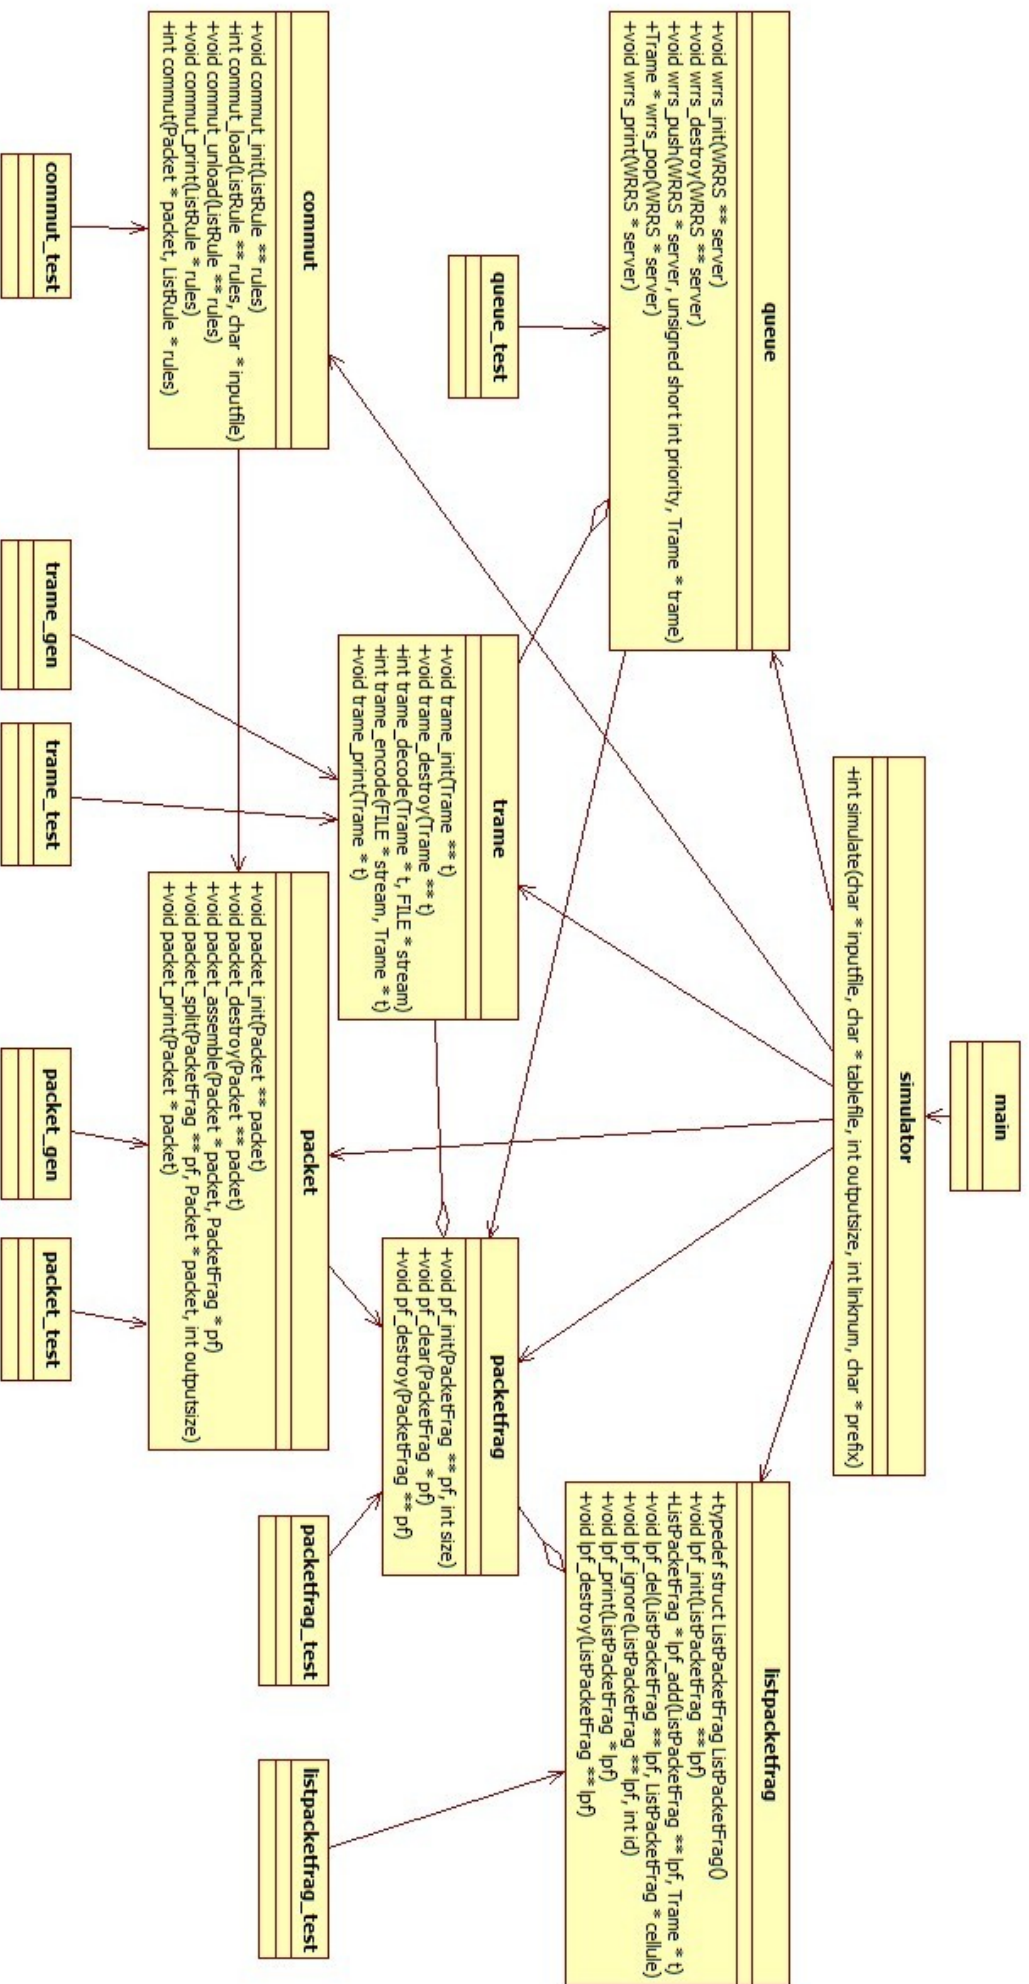 main
simulator
+int simulate(char * inputfile, char * tablefile, int outputsize, int linknum, char * prefix)
queue
+void wrrs_init(WRRS ** server)
+void wrrs_destroy(WRRS ** server)
+void wrrs_push(WRRS * server, unsigned short int priority, Trame * trame)
+Trame * wrrs_pop(WRRS * server)
+void wrrs_print(WRRS * server)
listpacketfrag
+typedef struct ListPacketFrag ListPacketFrag()
+void lpf_init(ListPacketFrag ** lpf)
+ListPacketFrag * lpf_add(ListPacketFrag ** lpf, Trame * t)
+void lpf_del(ListPacketFrag ** lpf, ListPacketFrag * cellule)
+void lpf_ignore(ListPacketFrag ** lpf, int id)
+void lpf_print(ListPacketFrag * lpf)
+void lpf_destroy(ListPacketFrag ** lpf)
queue_test
trame
+void trame_init(Trame ** t)
+void trame_destroy(Trame ** t)
+int trame_decode(Trame * t, FILE * stream)
+int trame_encode(FILE * stream, Trame * t)
+void trame_print(Trame * t)
packetfrag
+void pf_init(PacketFrag ** pf, int size)
+void pf_clear(PacketFrag * pf)
+void pf_destroy(PacketFrag ** pf)
commut
+void commut_init(ListRule ** rules)
+int commut_load(ListRule ** rules, char * inputfile)
+void commut_unload(ListRule ** rules)
+void commut_print(ListRule * rules)
+int commut(Packet * packet, ListRule * rules)
packet
+void packet_init(Packet ** packet)
+void packet_destroy(Packet ** packet)
+void packet_assemble(Packet * packet, PacketFrag * pf)
+void packet_split(PacketFrag ** pf, Packet * packet, int outputsize)
+void packet_print(Packet * packet)
packetfrag_test
listpacketfrag_test
commut_test
trame_gen
trame_test
packet_gen
packet_test